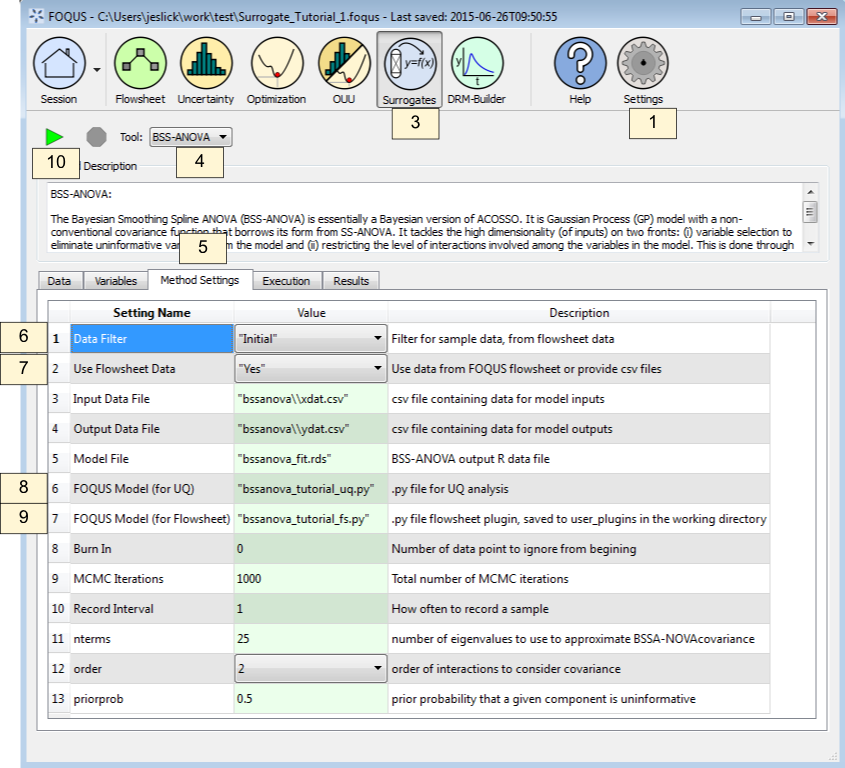 FOQUS - C:\Users\jeslick\work\test\Surrogate_Tutorial_1.foqus - Last saved: 2015-06-26T09:50:55
y=f(x) y t
Session Flowsheet Uncertainty Optimization OUU Surrogates DRM-Builder Help Settings
3 1
Tool: BSS-ANOVA
10 4
Description
BSS-ANOVA:
The Bayesian Smoothing Spline ANOVA (BSS-ANOVA) is essentially a Bayesian version of ACOSSO. It is Gaussian Process (GP) model with a non-
conventional covariance function that borrows its form from SS-ANOVA. It tackles the high dimensionality (of inputs) on two fronts: (i) variable selection to
eliminate uninformative var m the model and (ii) restricting the level of interactions involved among the variables in the model. This is done through
5
Data Variables Method Settings Execution Results
Setting Name Value Description
6 1 Data Filter "Initial" Filter for sample data, from flowsheet data
7 2 Use Flowsheet Data "Yes" Use data from FOQUS flowsheet or provide csv files
3 Input Data File "bssanova\\xdat.csv" csv file containing data for model inputs
4 Output Data File "bssanova\\ydat.csv" csv file containing data for model outputs
5 Model File "bssanova_fit.rds" BSS-ANOVA output R data file
8 6 FOQUS Model (for UQ) "bssanova_tutorial_uq.py" .py file for UQ analysis
9 7 FOQUS Model (for Flowsheet) "bssanova_tutorial_fs.py" .py file flowsheet plugin, saved to user_plugins in the working directory
8 Burn In 0 Number of data point to ignore from begining
9 MCMC Iterations 1000 Total number of MCMC iterations
10 Record Interval 1 How often to record a sample
11 nterms 25 number of eigenvalues to use to approximate BSSA-NOVAcovariance
12 order 2 order of interactions to consider covariance
13 priorprob 0.5 prior probability that a given component is uninformative